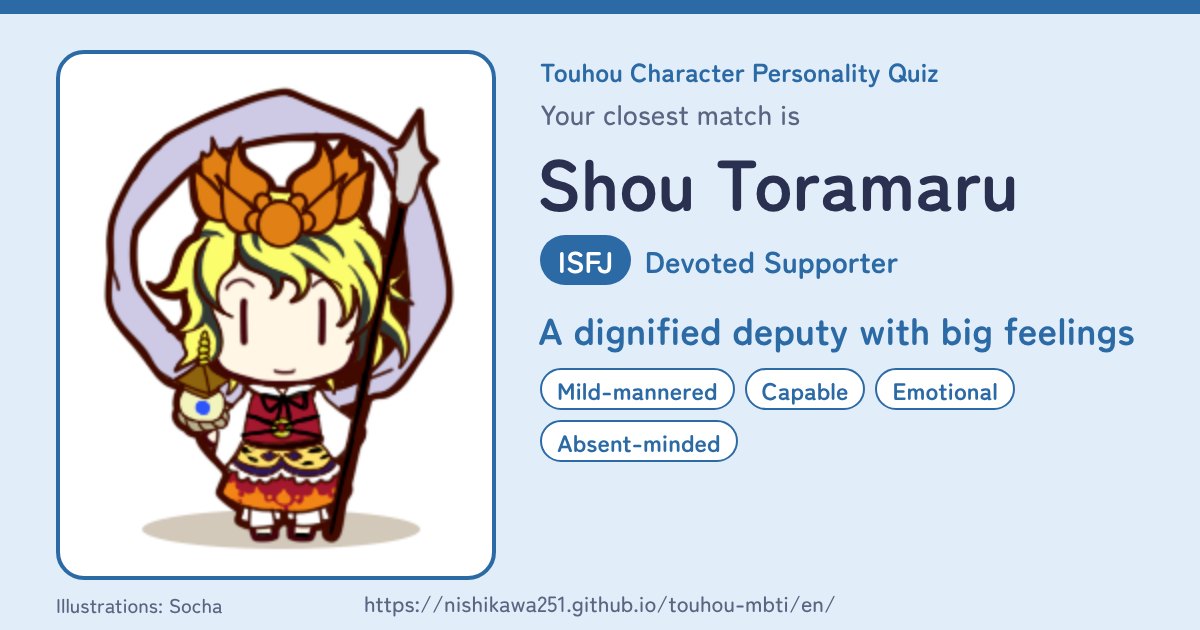 Touhou Character Personality Quiz
Your closest match is
Shou Toramaru
ISFJ Devoted Supporter
A dignified deputy with big feelings
Mild-mannered Capable Emotional
Absent-minded
Illustrations: Socha https://nishikawa251.github.io/touhou-mbti/en/